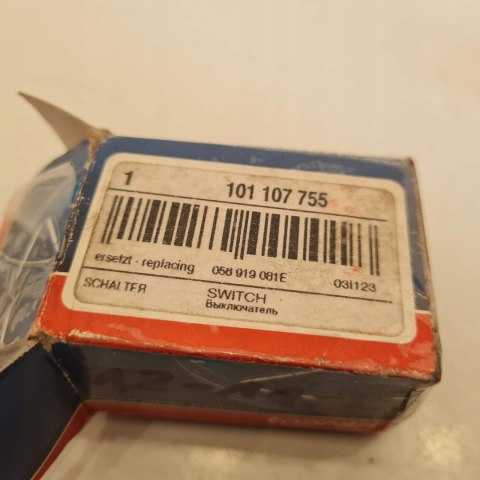 1 101 107 755
ersetzt - replacing 056 919 081E 03I123
SCHALTER SWITCH
Выключатель